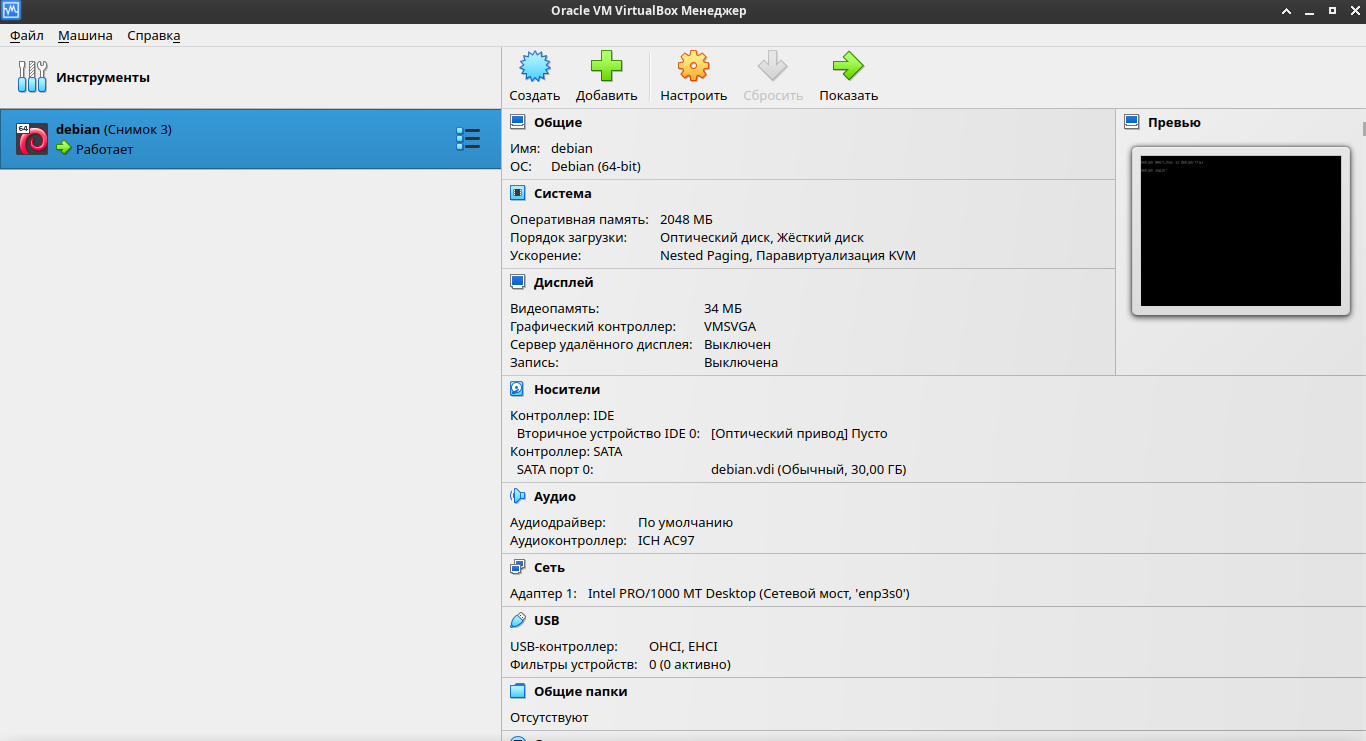 Oracle VM VirtualBox Менеджер
Файл Машина Справка
Инструменты
Создать Добавить Настроить Сбросить Показать
64
debian (Снимок 3)
Работает
Общие
Имя: debian
ОС: Debian (64-bit)
Превью
Система
Оперативная память: 2048 МБ
Порядок загрузки: Оптический диск, Жёсткий диск
Ускорение: Nested Paging, Паравиртуализация KVM
Дисплей
Видеопамять: 34 МБ
Графический контроллер: VMSVGA
Сервер удалённого дисплея: Выключен
Запись: Выключена
Носители
Контроллер: IDE
Вторичное устройство IDE 0: [Оптический привод] Пусто
Контроллер: SATA
SATA порт 0: debian.vdi (Обычный, 30,00 ГБ)
Аудио
Аудиодрайвер: По умолчанию
Аудиоконтроллер: ICH AC97
Сеть
Адаптер 1: Intel PRO/1000 MT Desktop (Сетевой мост, 'enp3s0')
USB
USB-контроллер: OHCI, EHCI
Фильтры устройств: 0 (0 активно)
Общие папки
Отсутствуют